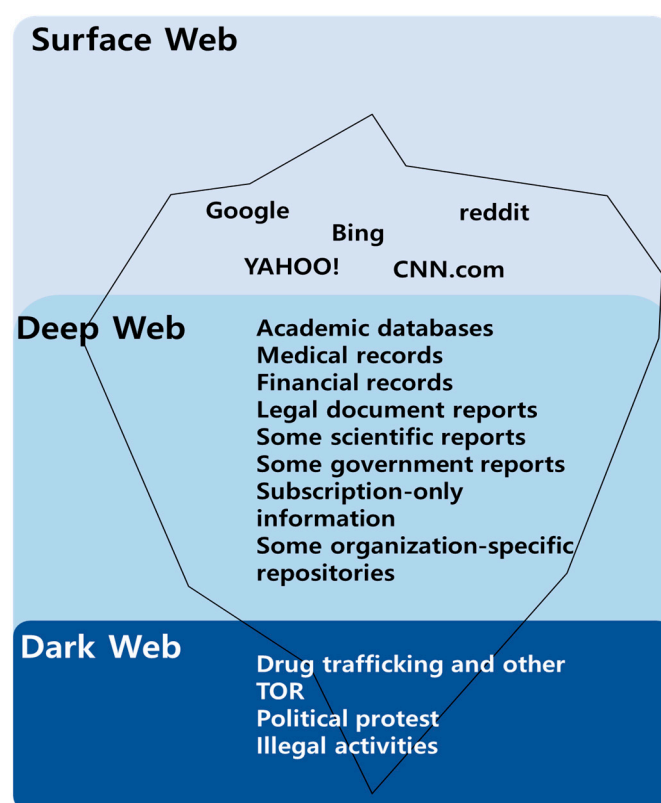 Surface Web
Google
reddit
Bing
YAHOO!
CNN.com
Deep Web
Academic databases
Medical records
Financial records
Legal document reports
Some scientific reports
Some government reports
Subscription-only
information
Some organization-specific
repositories
Dark Web
Drug trafficking and other
TOR
Political protest
Illegal activities